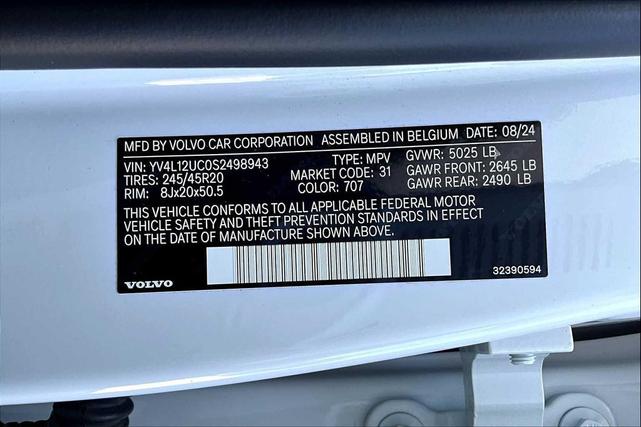 MFD BY VOLVO CAR CORPORATION ASSEMBLED IN BELGIUM DATE: 08/24
VIN: YV4L12UC0S2498943 TYPE: MPV GVWR: 5025 LB
TIRES: 245/45R20 MARKET CODE: 31 GAWR FRONT: 2645 LB
RIM: 8Jx20x50.5 COLOR: 707 GAWR REAR: 2490 LB
THIS VEHICLE CONFORMS TO ALL APPLICABLE FEDERAL MOTOR
VEHICLE SAFETY AND THEFT PREVENTION STANDARDS IN EFFECT
ON THE DATE OF MANUFACTURE SHOWN ABOVE.
VOLVO 32390594